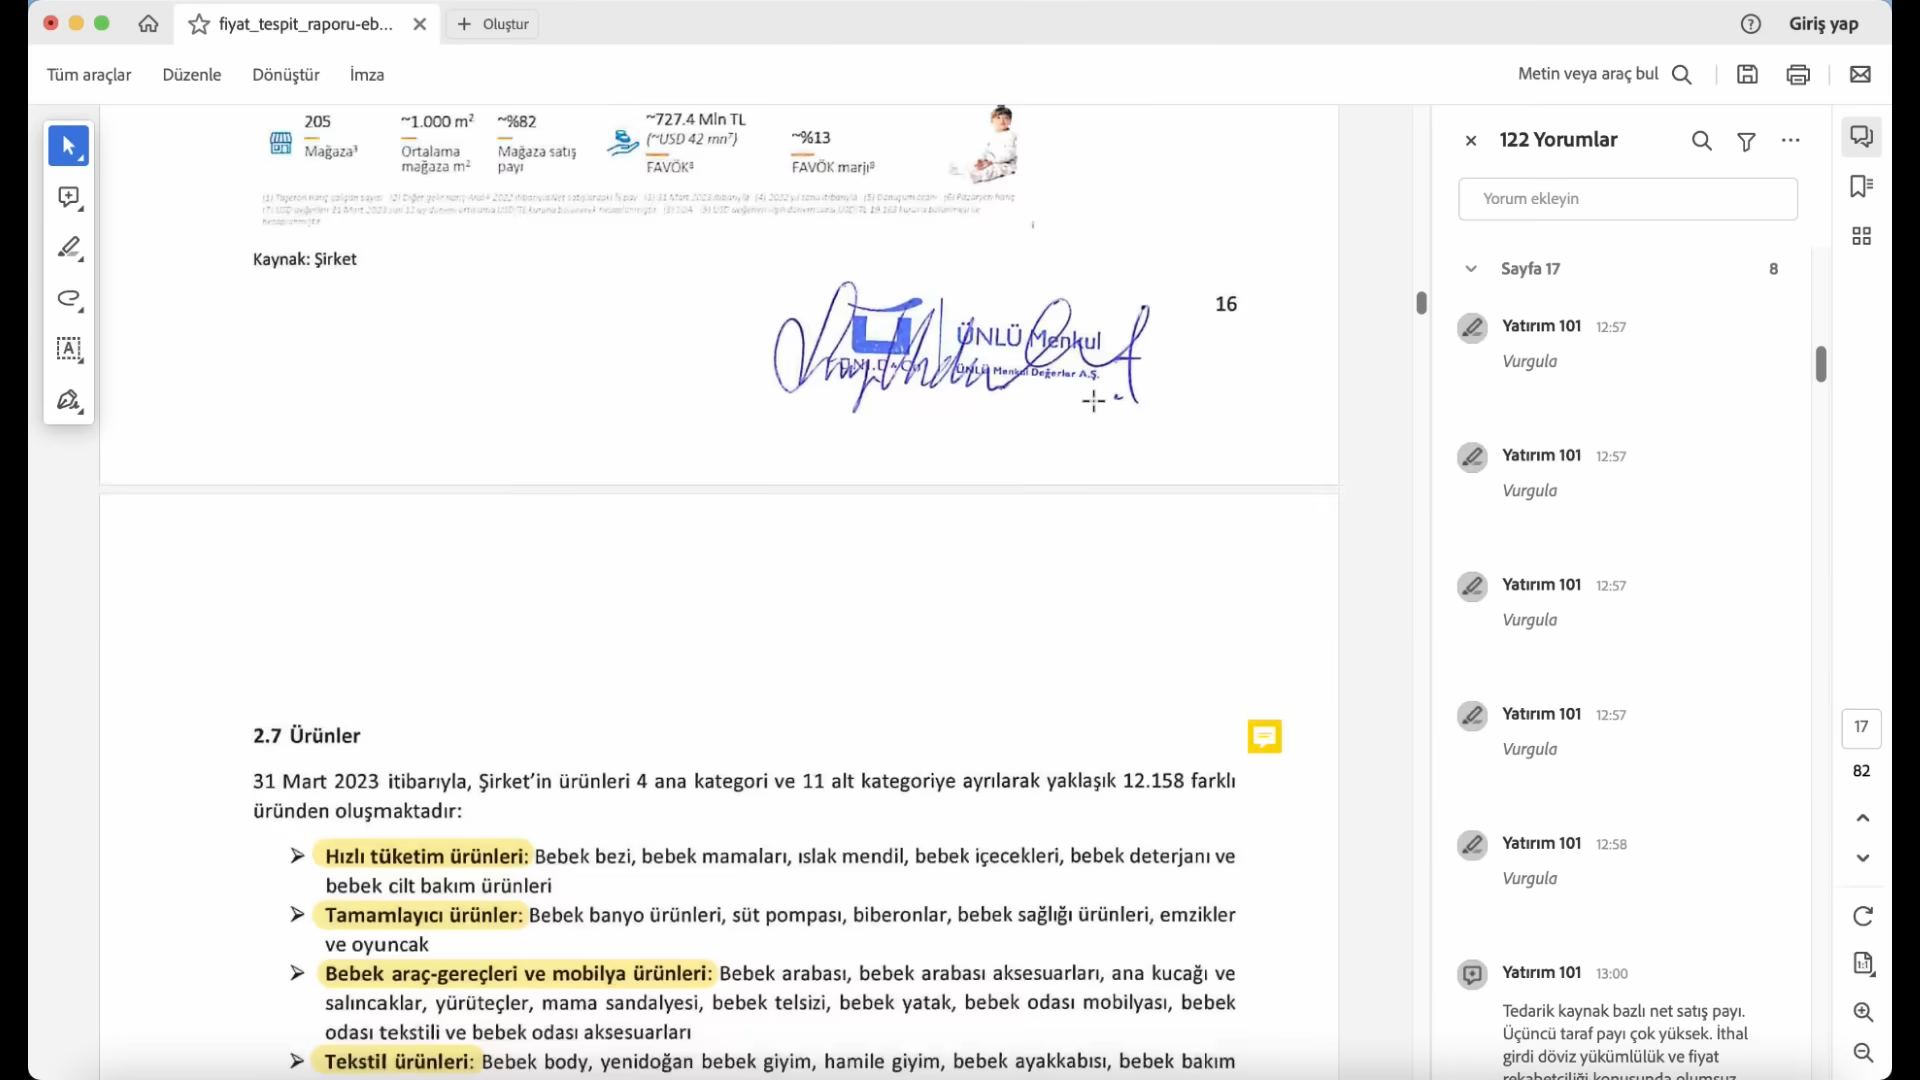 fiyat_tespit_raporu-eb...
Oluştur
Giriş yap
Tüm araçlar
Düzenle
Dönüştür
İmza
Metin veya araç bul
205
Mağaza³
~1.000 m²
Ortalama
mağaza m²
~%82
Mağaza satış
payı
~727.4 Mln TL
(~USD 42 mn⁷)
FAVÖK⁸
~%13
FAVÖK marjı⁹
Kaynak: Şirket
16
ÜNLÜ Menkul
ÜNLÜ Menkul Değerler A.Ş.
2.7 Ürünler
31 Mart 2023 itibarıyla, Şirket’in ürünleri 4 ana kategori ve 11 alt kategoriye ayrılarak yaklaşık 12.158 farklı
üründen oluşmaktadır:
➢ Hızlı tüketim ürünleri: Bebek bezi, bebek mamaları, ıslak mendil, bebek içecekleri, bebek deterjanı ve
bebek cilt bakım ürünleri
➢ Tamamlayıcı ürünler: Bebek banyo ürünleri, süt pompası, biberonlar, bebek sağlığı ürünleri, emzikler
ve oyuncak
➢ Bebek araç-gereçleri ve mobilya ürünleri: Bebek arabası, bebek arabası aksesuarları, ana kucağı ve
salıncaklar, yürüteçler, mama sandalyesi, bebek telsizi, bebek yatak, bebek odası mobilyası, bebek
odası tekstili ve bebek odası aksesuarları
➢ Tekstil ürünleri: Bebek body, yenidoğan bebek giyim, hamile giyim, bebek ayakkabısı, bebek bakım
122 Yorumlar
Yorum ekleyin
Sayfa 17
8
Yatırım 101 12:57
Vurgula
Yatırım 101 12:57
Vurgula
Yatırım 101 12:57
Vurgula
Yatırım 101 12:57
Vurgula
Yatırım 101 12:58
Vurgula
Yatırım 101 13:00
Tedarik kaynak bazlı net satış payı.
Üçüncü taraf payı çok yüksek. İthal
girdi döviz yükümlülük ve fiyat
rekabetçiliği konusunda olumsuz
17
82